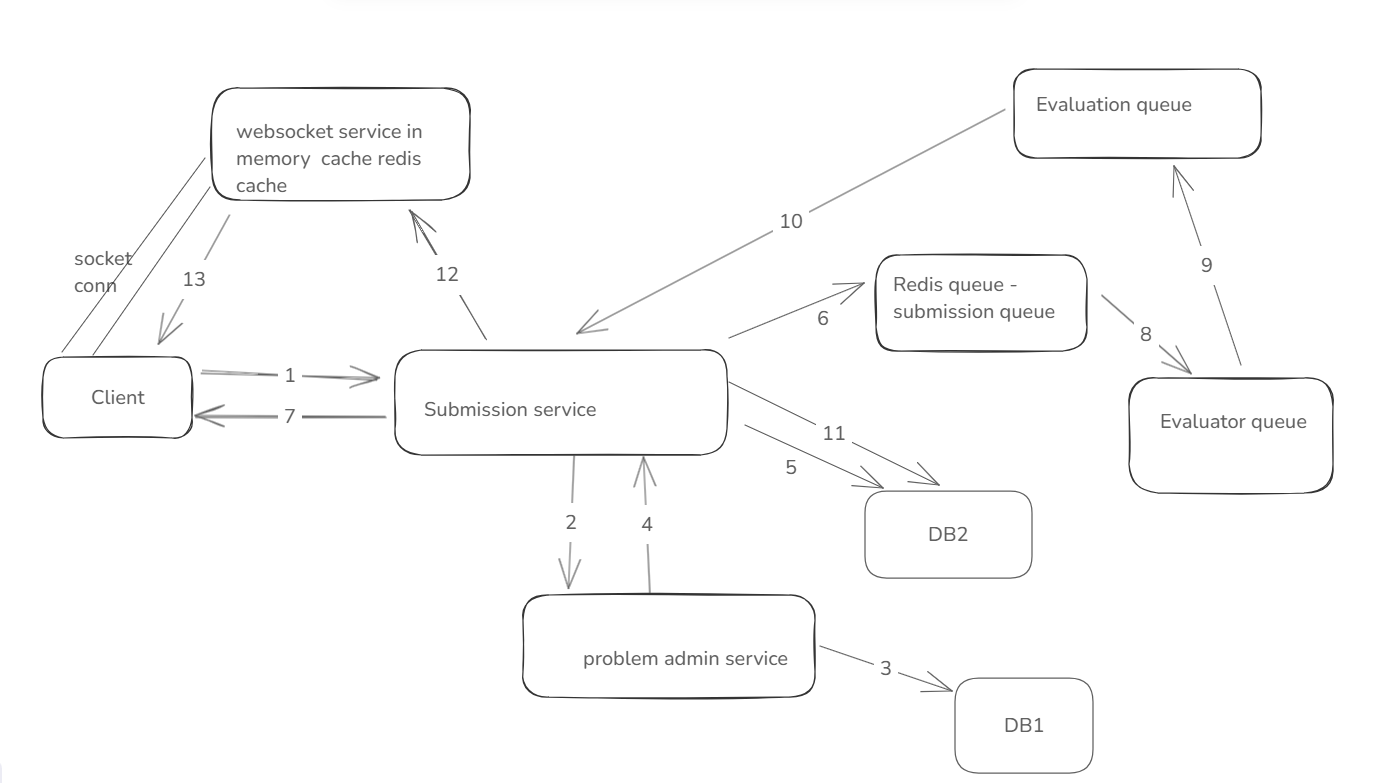 Evaluation queue
websocket service in
memory  cache redis
cache
10
socket
conn
13
12
9
Redis queue -
submission queue
6
8
1
Client
7
Submission service
Evaluator queue
11
5
2
4
DB2
problem admin service
3
DB1